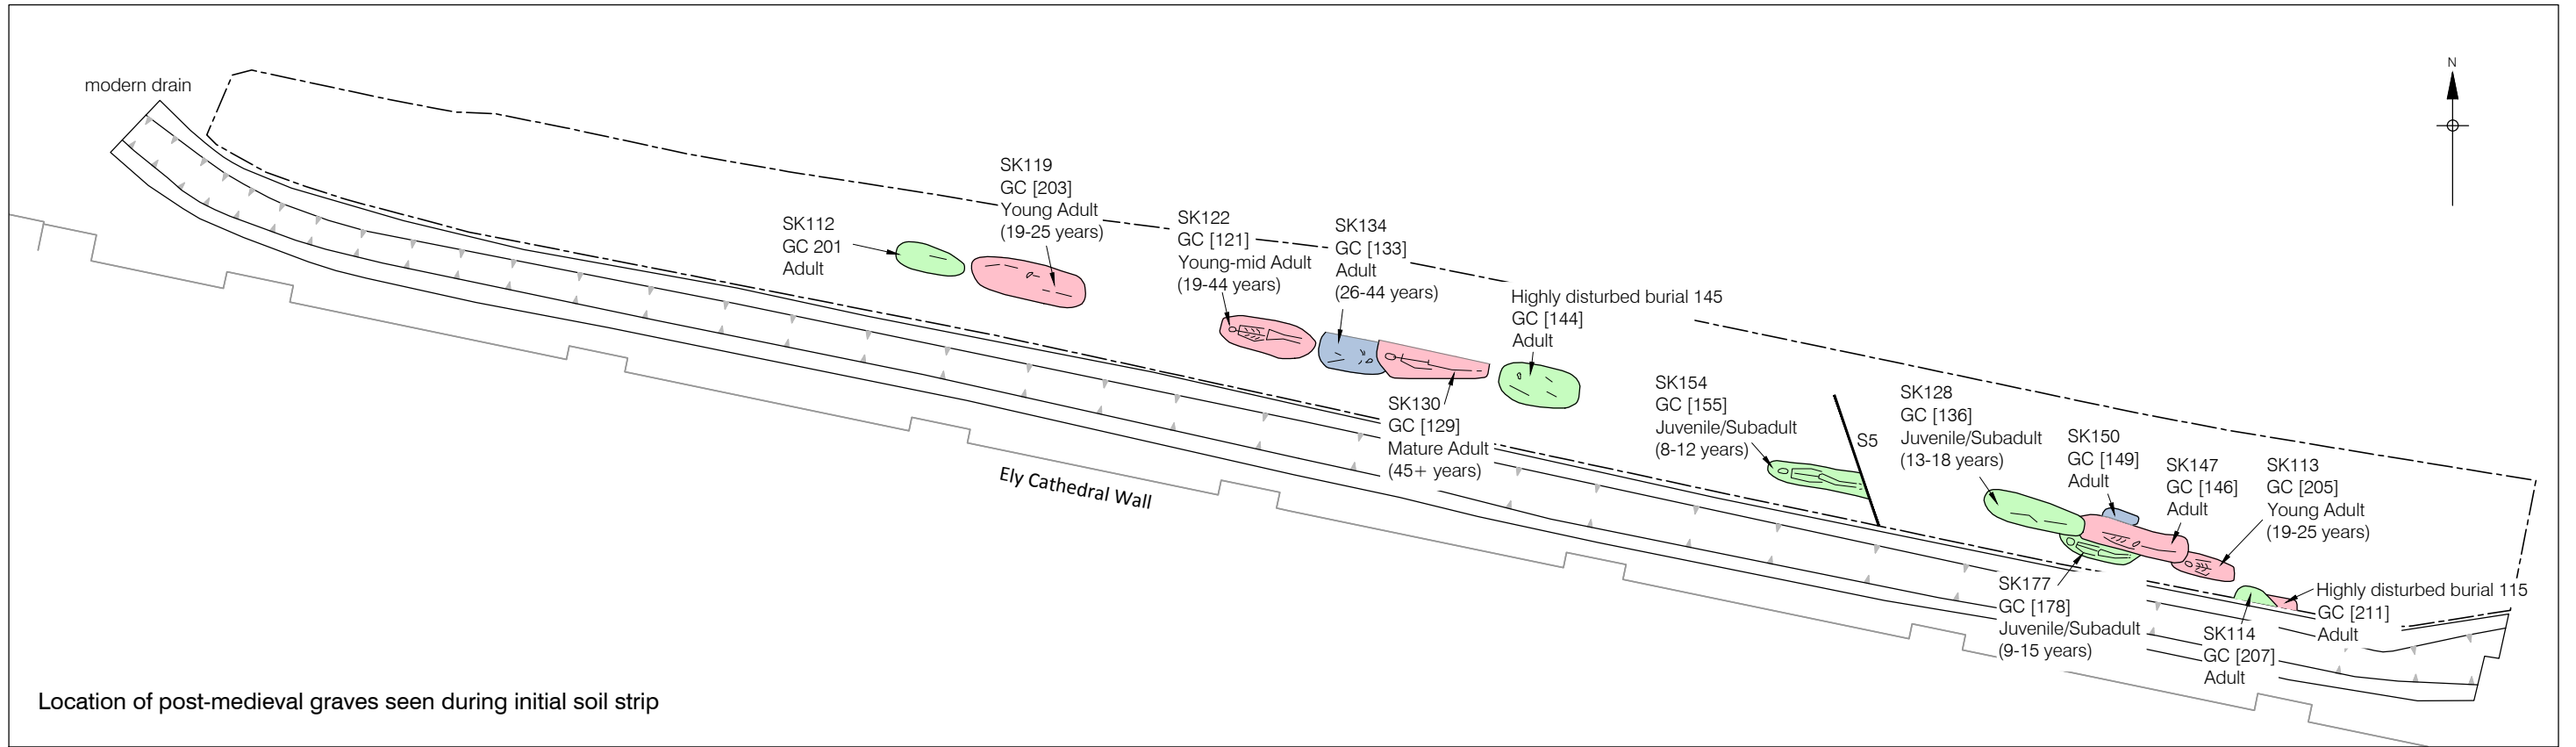 modern drain
N
SK119
GC [203]
Young Adult
(19-25 years)
SK112
GC 201
Adult
SK122
GC [121]
Young-mid Adult
(19-44 years)
SK134
GC [133]
Adult
(26-44 years)
Highly disturbed burial 145
GC [144]
Adult
SK130
GC [129]
Mature Adult
(45+ years)
SK154
GC [155]
Juvenile/Subadult
(8-12 years)
S5
SK128
GC [136]
Juvenile/Subadult
(13-18 years)
SK150
GC [149]
Adult
SK147
GC [146]
Adult
SK113
GC [205]
Young Adult
(19-25 years)
Ely Cathedral Wall
SK177
GC [178]
Juvenile/Subadult
(9-15 years)
Highly disturbed burial 115
GC [211]
Adult
SK114
GC [207]
Adult
Location of post-medieval graves seen during initial soil strip